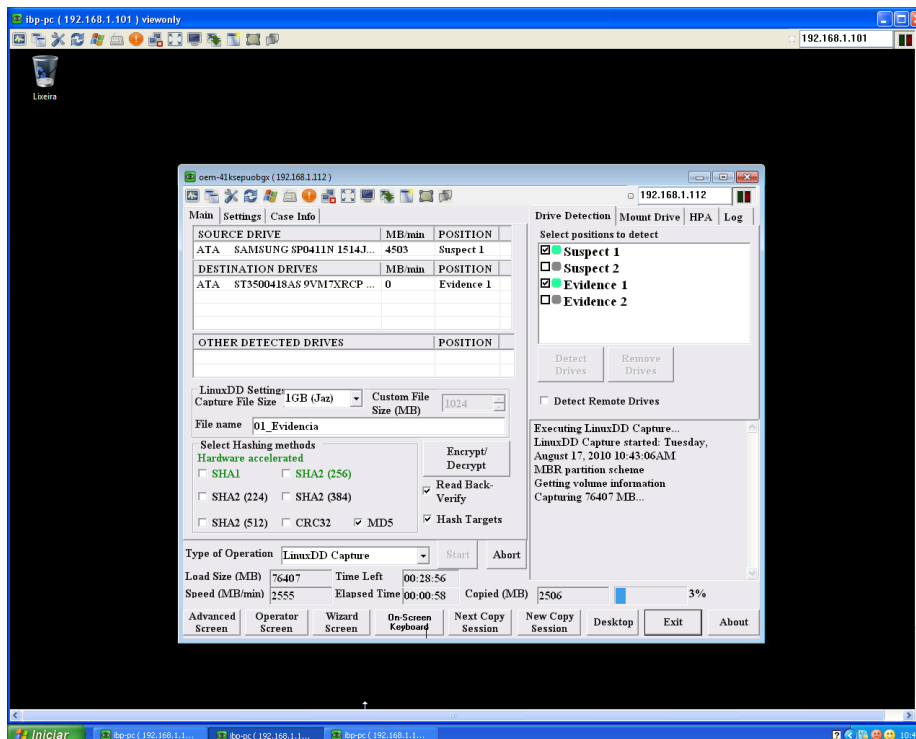 ibp-pc ( 192.168.1.101 ) viewonly
192.168.1.101
Lixeira
oem-41ksepuobgx ( 192.168.1.112 )
192.168.1.112
Main Settings Case Info
Drive Detection Mount Drive HPA Log
SOURCE DRIVE MB/min POSITION
ATA SAMSUNG SP0411N 1514J... 4503 Suspect 1
DESTINATION DRIVES MB/min POSITION
ATA ST3500418AS 9VM7XRCP ... 0 Evidence 1
OTHER DETECTED DRIVES POSITION
Select positions to detect
Suspect 1
Suspect 2
Evidence 1
Evidence 2
Detect Drives
Remove Drives
Detect Remote Drives
LinuxDD Settings
Capture File Size 1GB (Jaz) Custom File Size (MB) 1024
File name 01_Evidencia
Select Hashing methods
Hardware accelerated
SHA1 SHA2 (256)
SHA2 (224) SHA2 (384)
SHA2 (512) CRC32 MD5
Encrypt/ Decrypt
Read Back- Verify
Hash Targets
Executing LinuxDD Capture...
LinuxDD Capture started: Tuesday,
August 17, 2010 10:43:06AM
MBR partition scheme
Getting volume information
Capturing 76407 MB...
Type of Operation LinuxDD Capture Start Abort
Load Size (MB) 76407 Time Left 00:28:56
Speed (MB/min) 2555 Elapsed Time 00:00:58 Copied (MB) 2506 3%
Advanced Screen
Operator Screen
Wizard Screen
On-Screen Keyboard
Next Copy Session
New Copy Session
Desktop
Exit
About
Iniciar
ibp-pc ( 192.168.1.1...
ibp-pc ( 192.168.1.1...
ibp-pc ( 192.168.1.1...